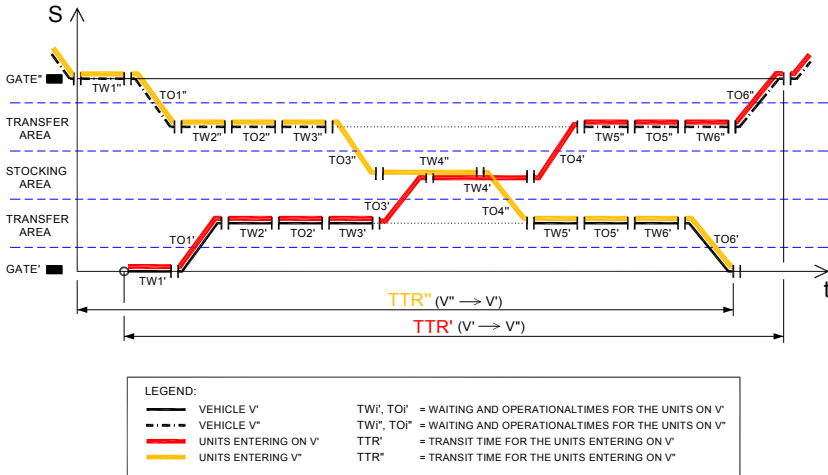 S
GATE"
TW1"
TO1"
TO6"
TRANSFER
AREA
TW2"
TO2"
TW3"
TW5"
TO5"
TW6"
STOCKING
AREA
TO3"
TW4"
TO4'
TW4'
TRANSFER
AREA
TO3'
TO4"
TO1'
TW2'
TO2'
TW3'
TW5'
TO5'
TW6'
TO6'
GATE'
TW1'
t
TTR" (V" → V')
TTR' (V' → V")
LEGEND:
VEHICLE V' TWi', TOi' = WAITING AND OPERATIONALTIMES FOR THE UNITS ON V'
VEHICLE V" TWi", TOi" = WAITING AND OPERATIONALTIMES FOR THE UNITS ON V"
UNITS ENTERING ON V' TTR' = TRANSIT TIME FOR THE UNITS ENTERING ON V'
UNITS ENTERING V" TTR" = TRANSIT TIME FOR THE UNITS ENTERING ON V"